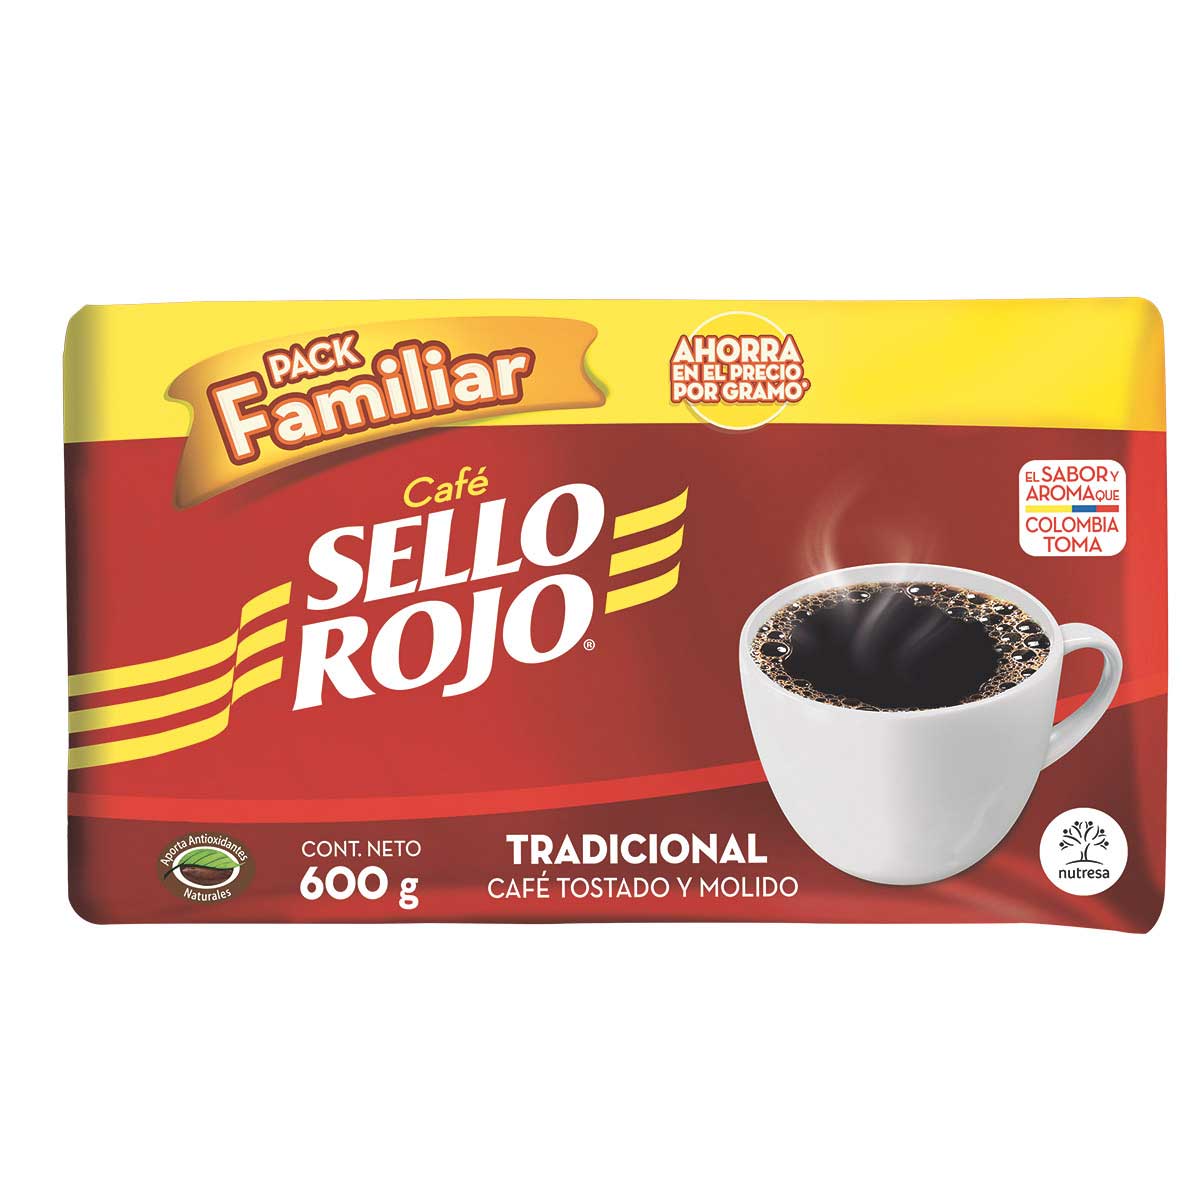 PACK
Familiar
AHORRA
EN EL PRECIO
POR GRAMO*
Café
SELLO
ROJO®
EL SABOR Y
AROMA QUE
COLOMBIA
TOMA
Aporta Antioxidantes
Naturales
CONT. NETO
600 g
TRADICIONAL
CAFÉ TOSTADO Y MOLIDO
nutresa